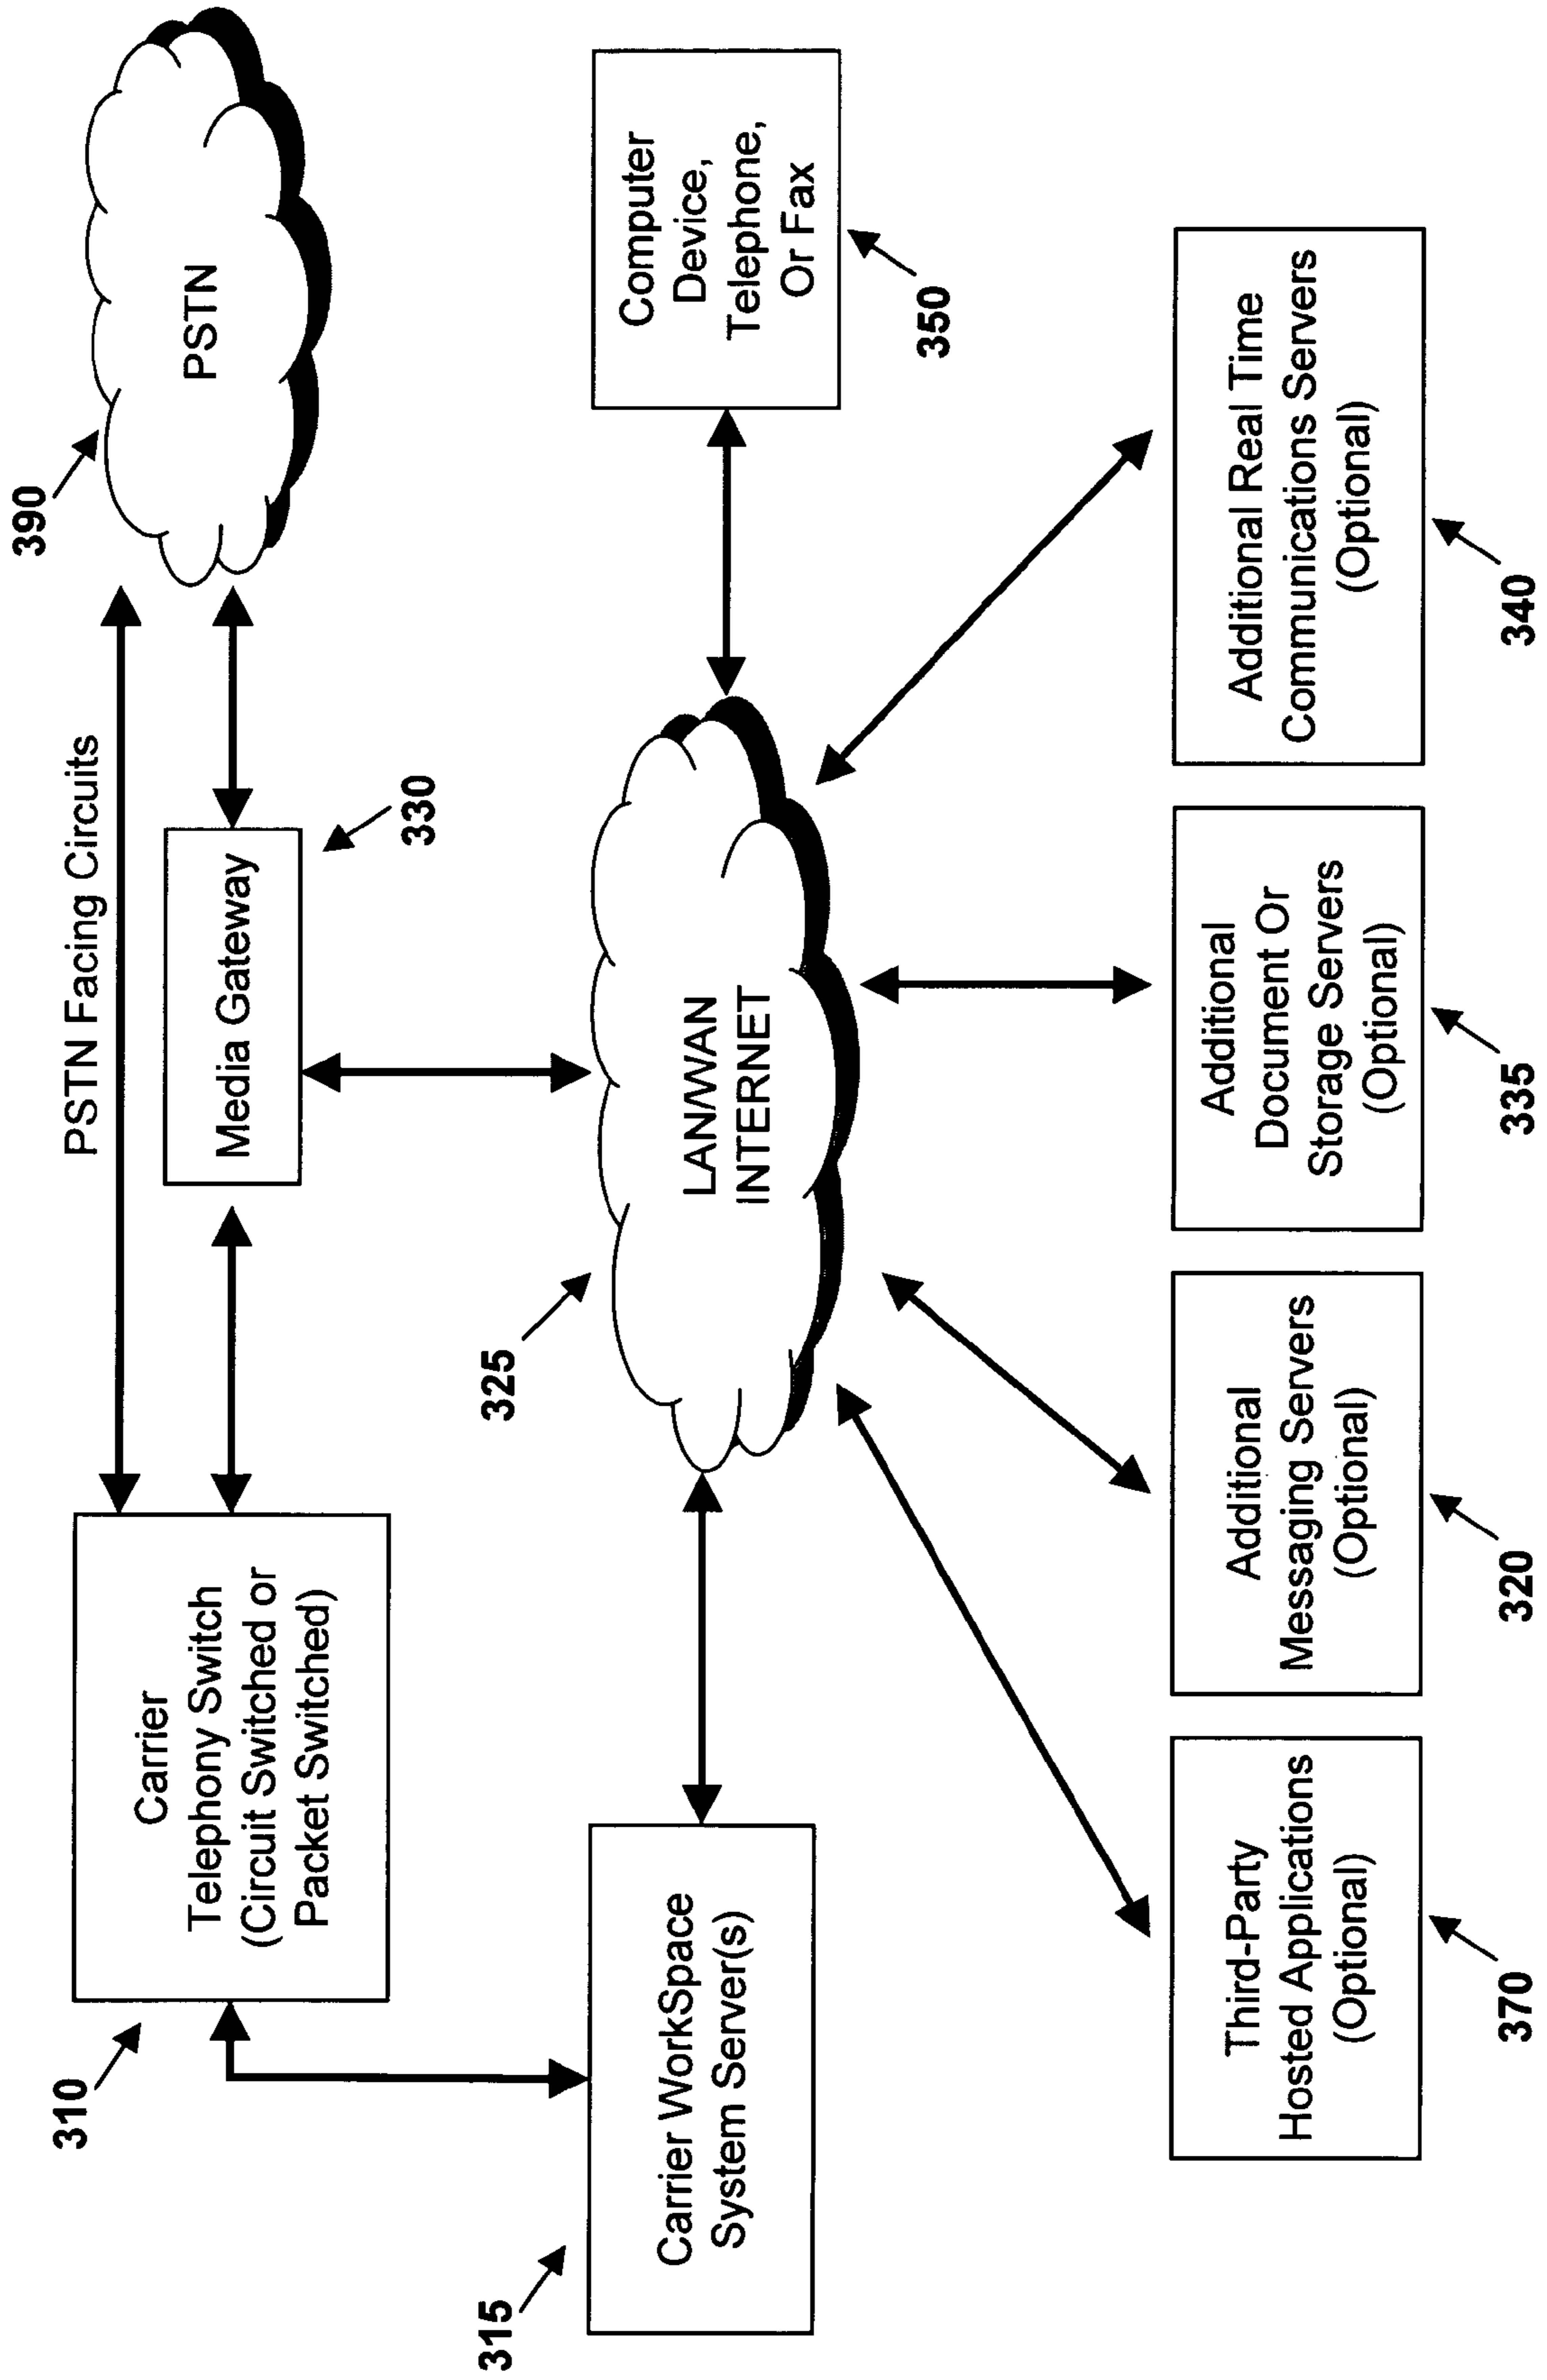 390
PSTN
PSTN Facing Circuits
Media Gateway
330
Carrier
Telephony Switch
(Circuit Switched or
Packet Switched)
310
325
LAN/WAN
INTERNET
Computer
Device,
Telephone,
Or Fax
350
315
Carrier WorkSpace
System Server(s)
Third-Party
Hosted Applications
(Optional)
370
Additional
Messaging Servers
(Optional)
320
Additional
Document Or
Storage Servers
(Optional)
335
Additional Real Time
Communications Servers
(Optional)
340